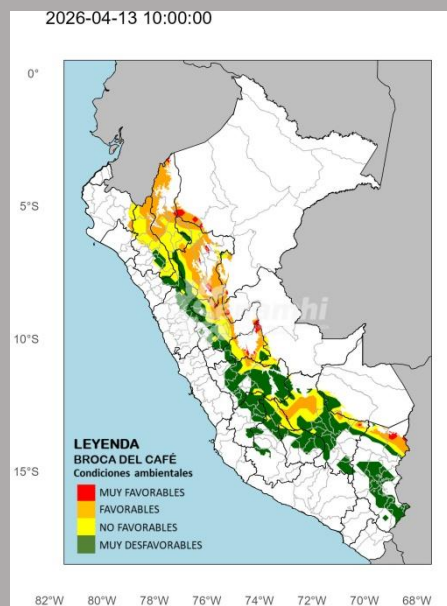 2026-04-13 10:00:00
0°
5°S
10°S
15°S
senamhi
LEYENDA
BROCA DEL CAFÉ
Condiciones ambientales
MUY FAVORABLES
FAVORABLES
NO FAVORABLES
MUY DESFAVORABLES
82°W 80°W 78°W 76°W 74°W 72°W 70°W 68°W